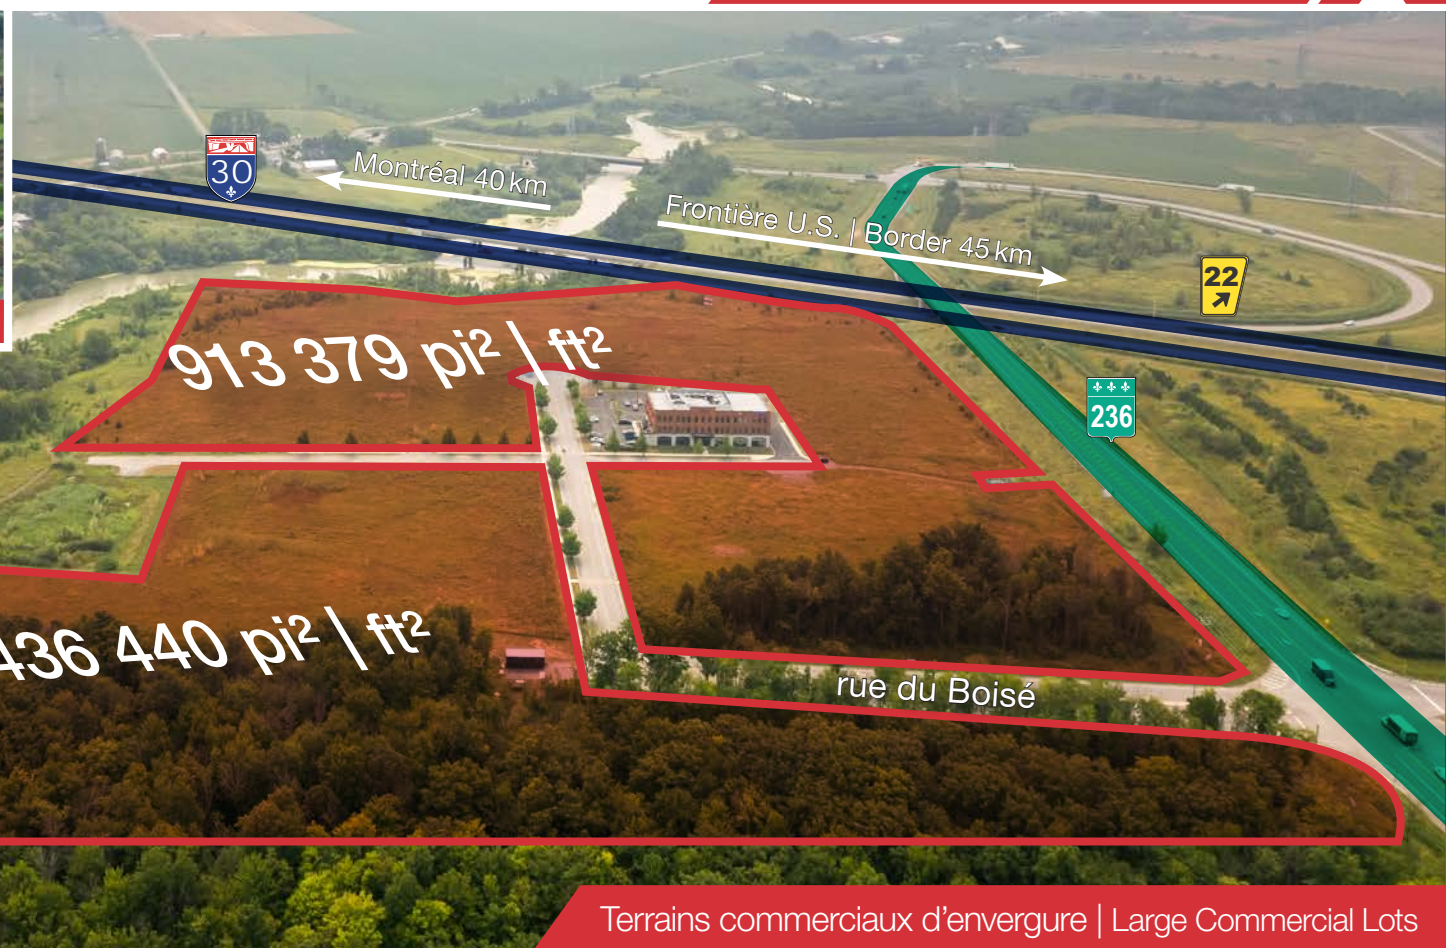 30
Montréal 40 km
Frontière U.S. | Border 45 km
22
913 379 pi² | ft²
236
436 440 pi² | ft²
rue du Boisé
Terrains commerciaux d'envergure | Large Commercial Lots